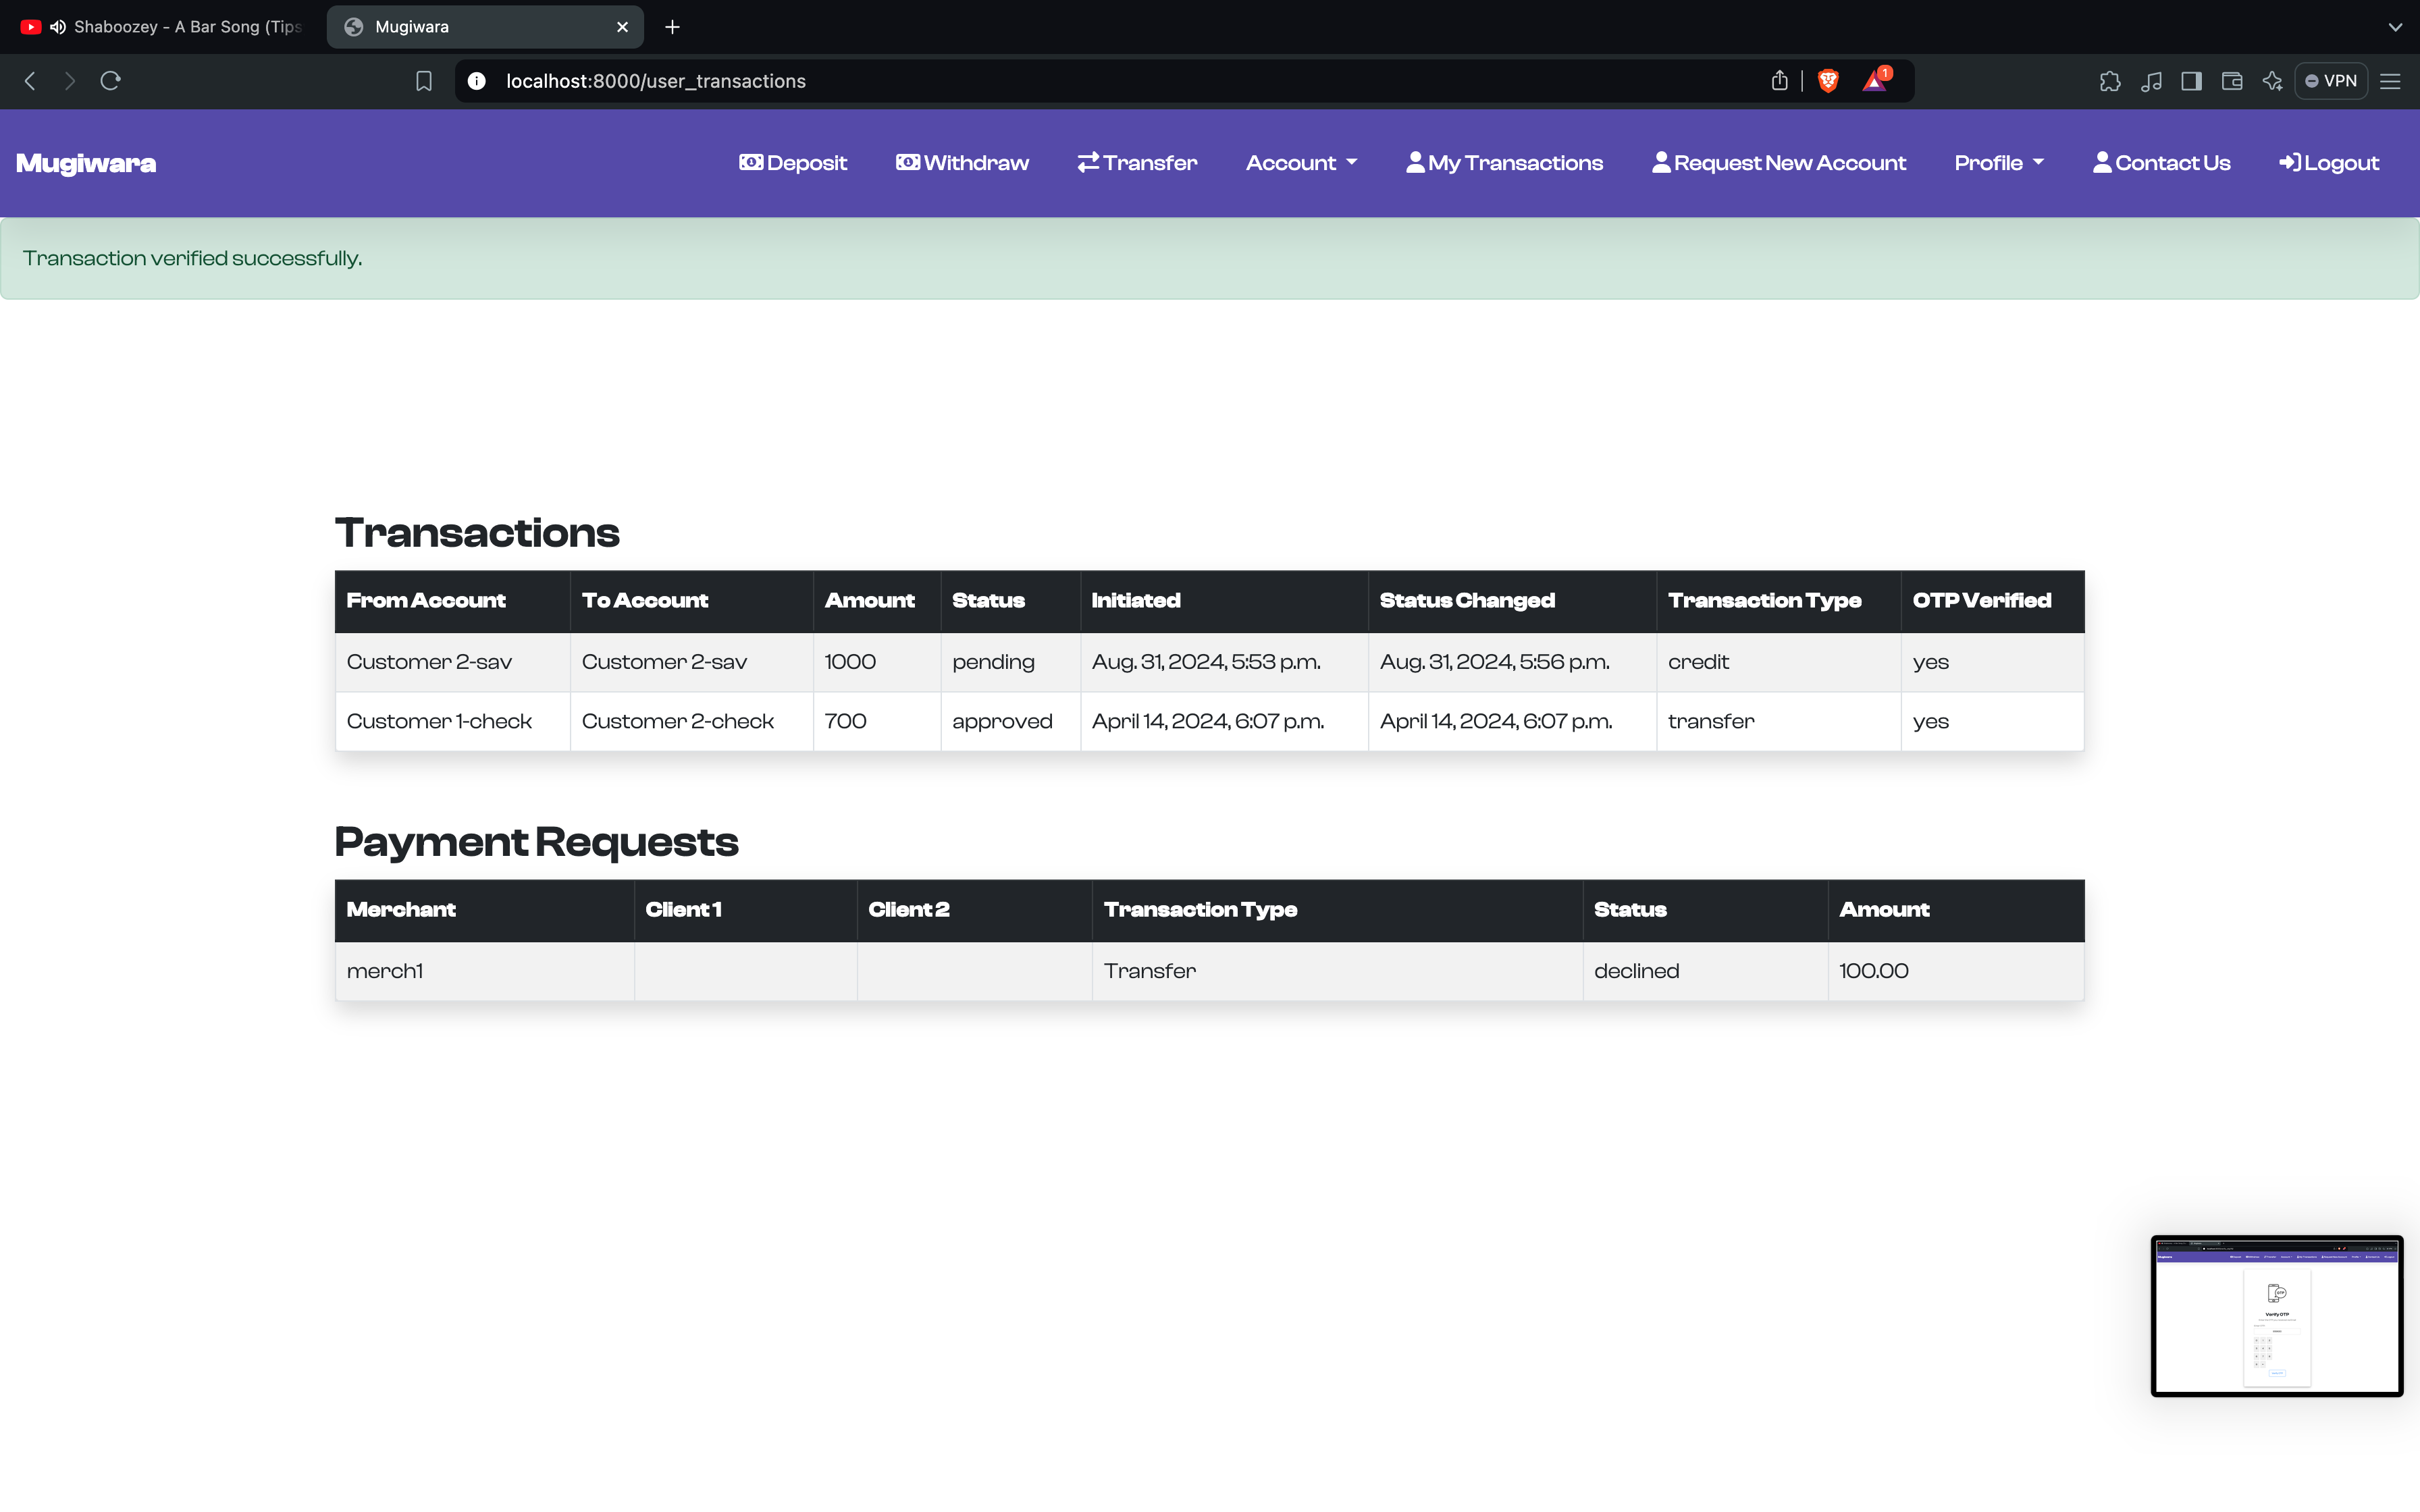 Shaboozey - A Bar Song (Tips
Mugiwara
localhost:8000/user_transactions
1
VPN
Mugiwara
Deposit
Withdraw
Transfer
Account
My Transactions
Request New Account
Profile
Contact Us
Logout
Transaction verified successfully.
Transactions
From Account To Account Amount Status Initiated Status Changed Transaction Type OTP Verified
Customer 2-sav Customer 2-sav 1000 pending Aug. 31, 2024, 5:53 p.m. Aug. 31, 2024, 5:56 p.m. credit yes
Customer 1-check Customer 2-check 700 approved April 14, 2024, 6:07 p.m. April 14, 2024, 6:07 p.m. transfer yes
Payment Requests
Merchant Client 1 Client 2 Transaction Type Status Amount
merch1 Transfer declined 100.00
Verify OTP